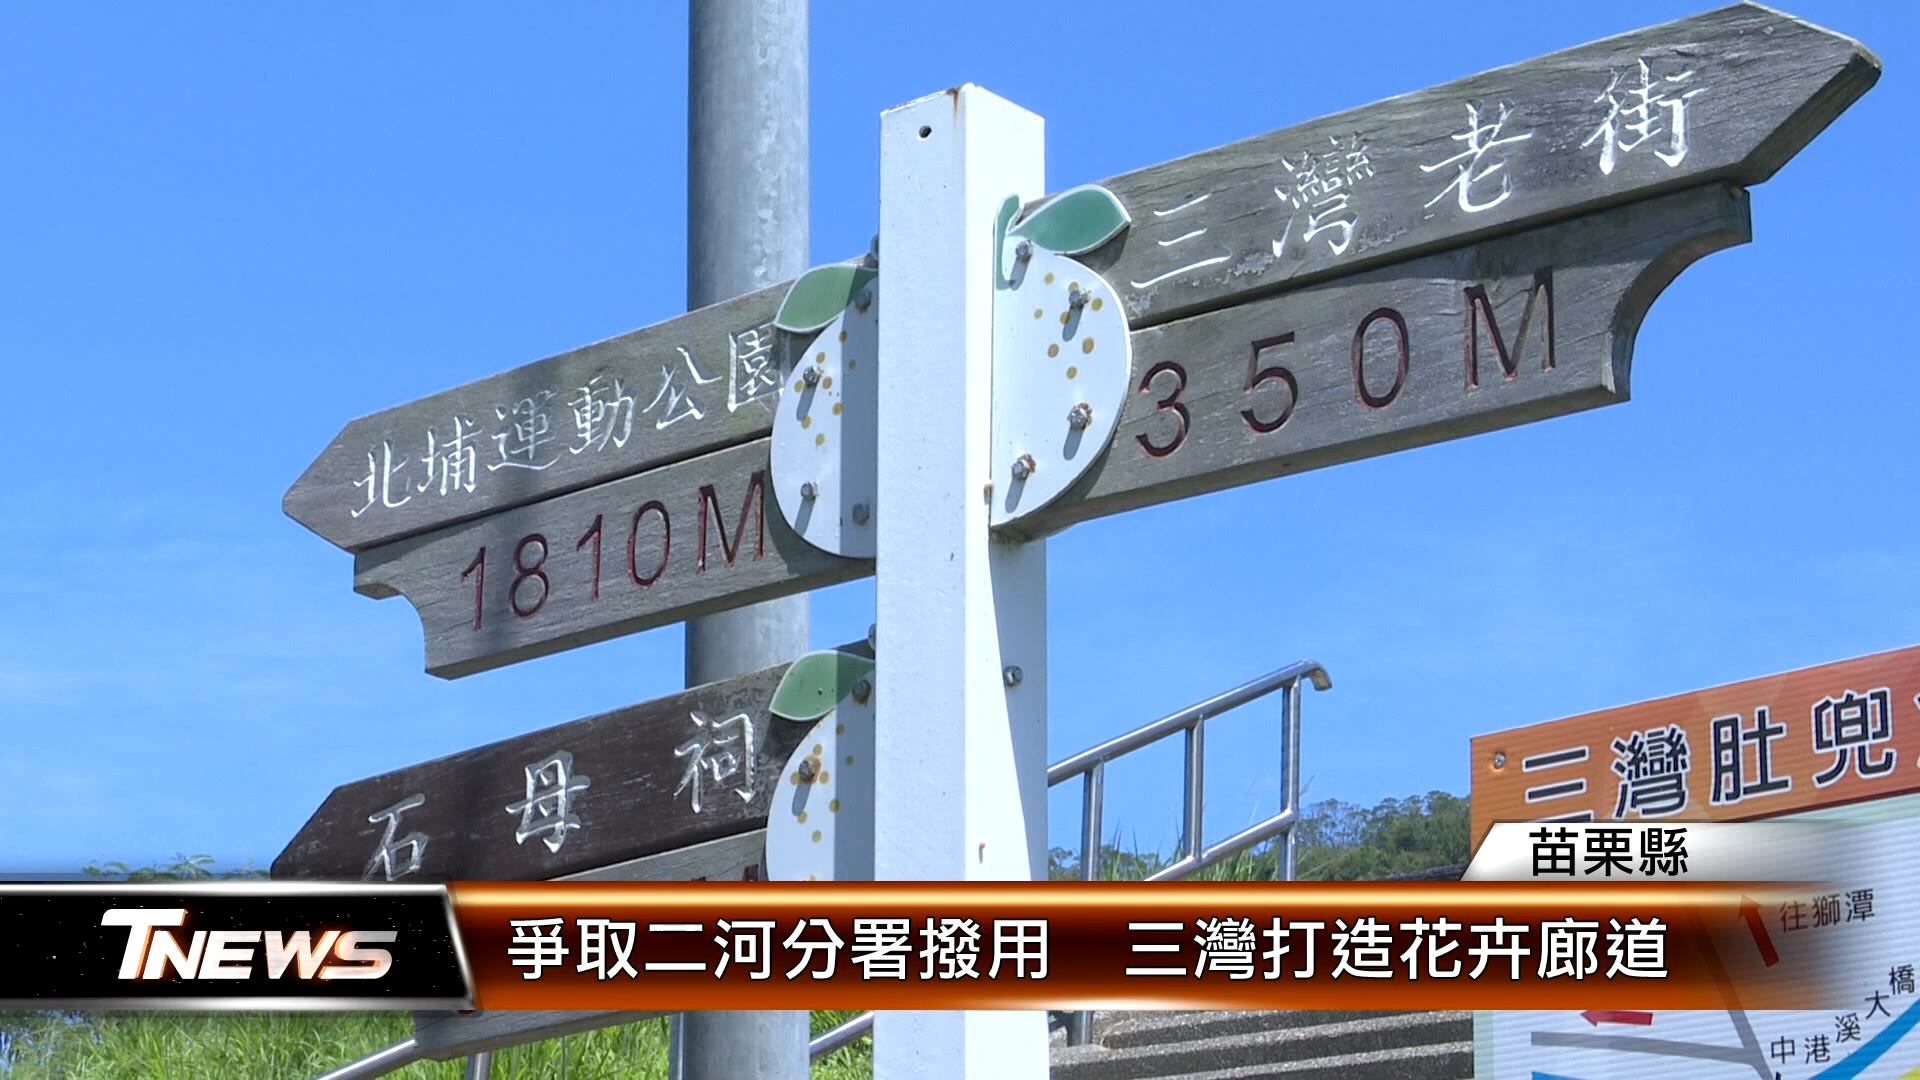 三灣老街
350M
北埔運動公園
1810M
石母祠
三灣肚兜
苗栗縣
TNEWS
爭取二河分署撥用 三灣打造花卉廊道
往獅潭
大橋
中港溪